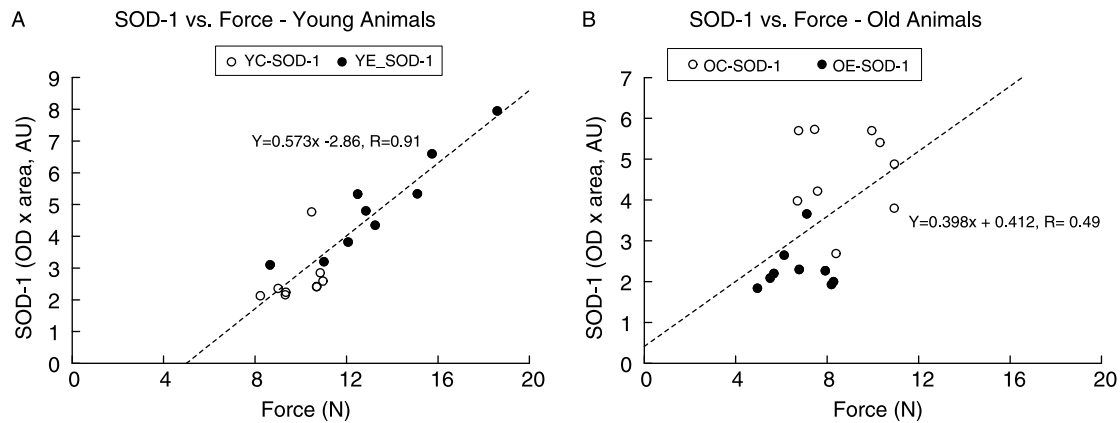 A
SOD-1 vs. Force - Young Animals
YC-SOD-1
YE_SOD-1
9
8
7
6
5
4
3
2
1
0
Y=0.573x -2.86, R=0.91
SOD-1 (OD x area, AU)
0
4
8
12
16
20
Force (N)
B
SOD-1 vs. Force - Old Animals
OC-SOD-1
OE-SOD-1
7
6
5
4
3
2
1
0
Y=0.398x + 0.412, R= 0.49
SOD-1 (OD x area, AU)
0
4
8
12
16
20
Force (N)